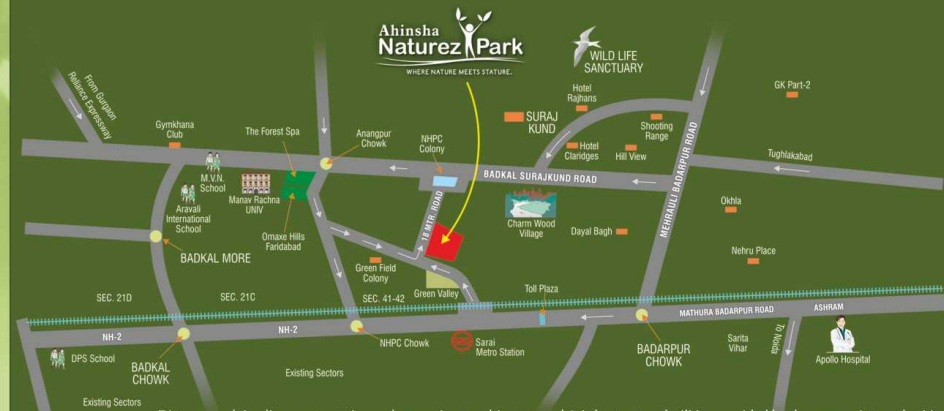 Ahinsha
Naturez Park
WHERE NATURE MEETS STATURE.
WILD LIFE
SANCTUARY
From Gurgaon
Reliance Expressway
Gymkhana
Club
The Forest Spa
Anangpur
Chowk
NHPC
Colony
SURAJ
KUND
Hotel
Rajhans
Shooting
Range
GK Part-2
Hotel
Claridges
Hill View
Tughlakabad
M.V.N.
School
Manav Rachna
UNIV
BADKAL SURAJKUND ROAD
MEHRAULI BADARPUR ROAD
Aravali
International
School
Omaxe Hills
Faridabad
18 MTR. ROAD
Charm Wood
Village
Dayal Bagh
Okhla
BADKAL MORE
Green Field
Colony
Nehru Place
SEC. 21D
SEC. 21C
SEC. 41-42
Green Valley
Toll Plaza
MATHURA BADARPUR ROAD
ASHRAM
NH-2
NH-2
NHPC Chowk
Sarai
Metro Station
BADARPUR
CHOWK
Sarita
Vihar
To Noida
Apollo Hospital
DPS School
BADKAL
CHOWK
Existing Sectors
Existing Sectors